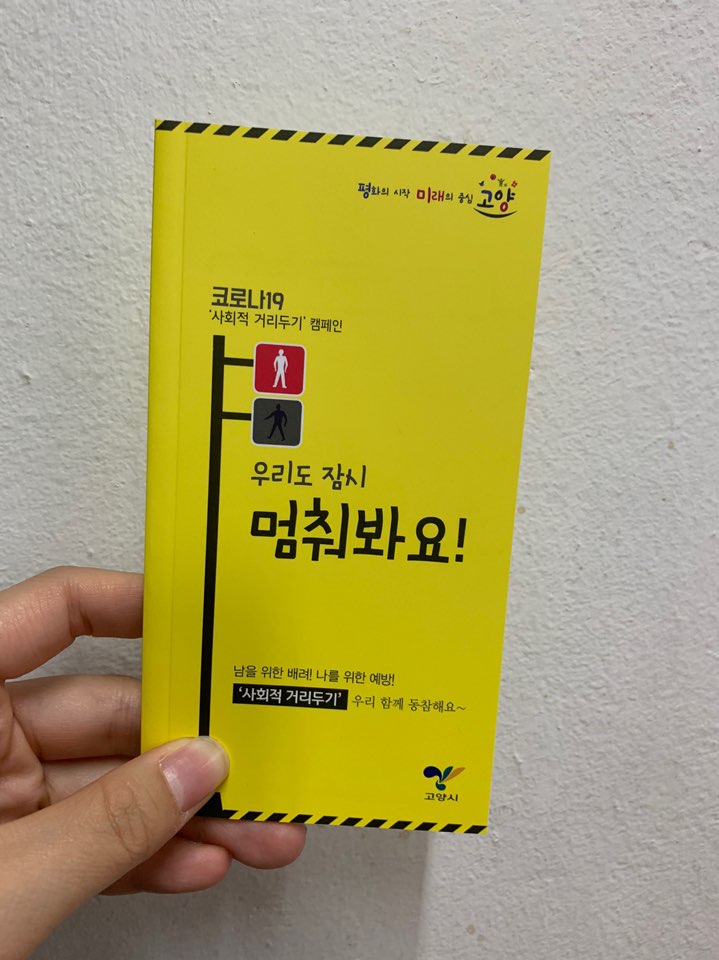 평화의 시작 미래의 중심 고양
코로나19
'사회적 거리두기' 캠페인
우리도 잠시
멈춰봐요!
남을 위한 배려! 나를 위한 예방!
'사회적 거리두기' 우리 함께 동참해요~
고양시